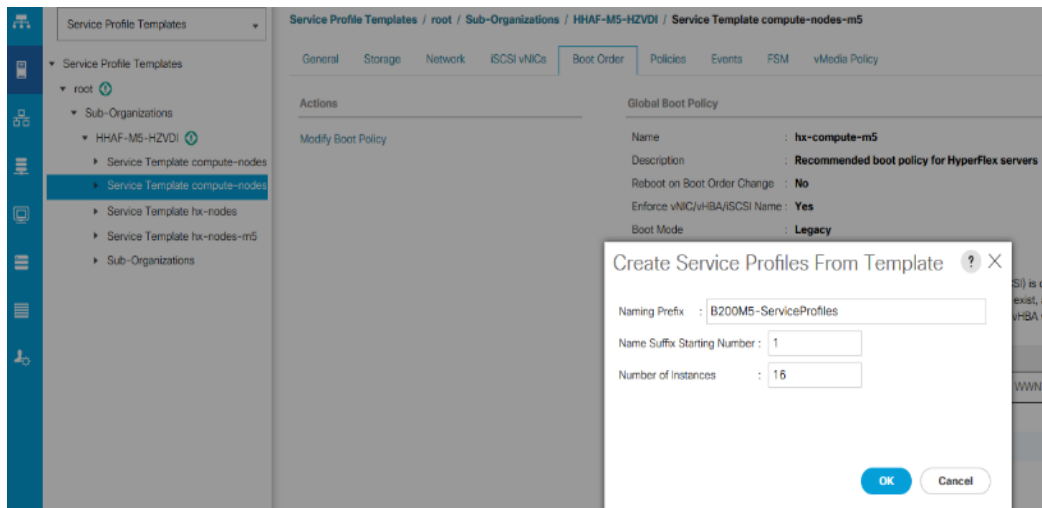 Service Profile Templates
Service Profile Templates
root
Sub-Organizations
HHAF-M5-HZVDI
Service Template compute-nodes
Service Template compute-nodes
Service Template hx-nodes
Service Template hx-nodes-m5
Sub-Organizations
Service Profile Templates / root / Sub-Organizations / HHAF-M5-HZVDI / Service Template compute-nodes-m5
General Storage Network iSCSI vNICs Boot Order Policies Events FSM vMedia Policy
Actions
Modify Boot Policy
Global Boot Policy
Name : hx-compute-m5
Description : Recommended boot policy for HyperFlex servers
Reboot on Boot Order Change : No
Enforce vNIC/vHBA/iSCSI Name : Yes
Boot Mode : Legacy
SI) is
exist,
vHBA
WWN
Create Service Profiles From Template ? X
Naming Prefix : B200M5-ServiceProfiles
Name Suffix Starting Number : 1
Number of Instances : 16
OK Cancel